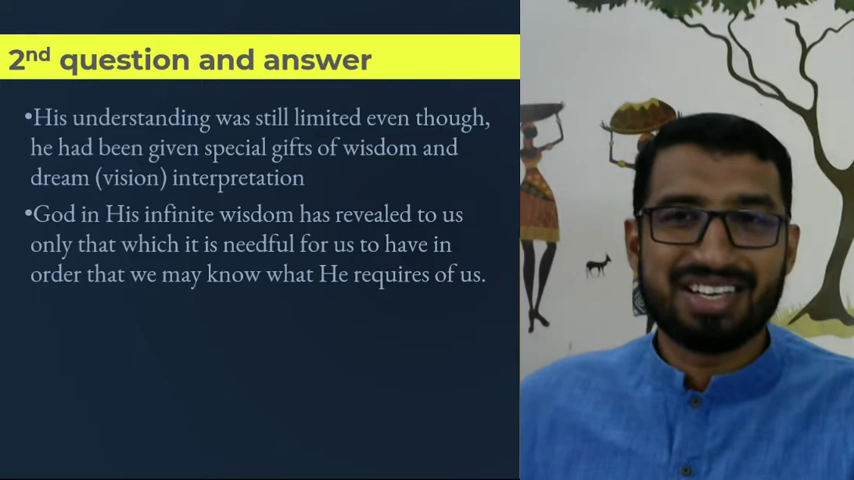 2nd question and answer
•His understanding was still limited even though,
he had been given special gifts of wisdom and
dream (vision) interpretation
•God in His infinite wisdom has revealed to us
only that which it is needful for us to have in
order that we may know what He requires of us.